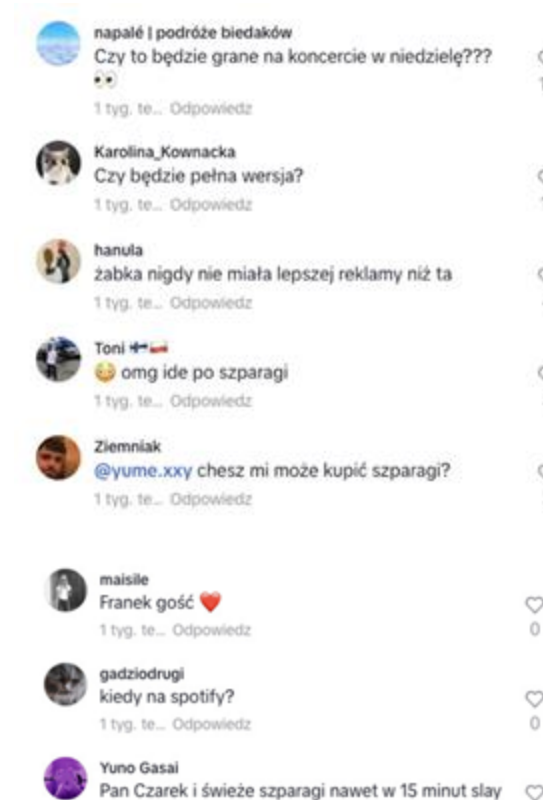 napalé | podróże biedaków
Czy to będzie grane na koncercie w niedzielę???
👀
1 tyg. te... Odpowiedz
Karolina_Kownacka
Czy będzie pełna wersja?
1 tyg. te... Odpowiedz
hanula
żabka nigdy nie miała lepszej reklamy niż ta
1 tyg. te... Odpowiedz
Toni 🇫🇮🇵🇱
😳 omg ide po szparagi
1 tyg. te... Odpowiedz
Ziemniak
@yume.xxy chesz mi może kupić szparagi?
1 tyg. te... Odpowiedz
maisile
Franek gość ❤️
1 tyg. te... Odpowiedz
0
gadziodrugi
kiedy na spotify?
1 tyg. te... Odpowiedz
0
Yuno Gasai
Pan Czarek i świeże szparagi nawet w 15 minut slay